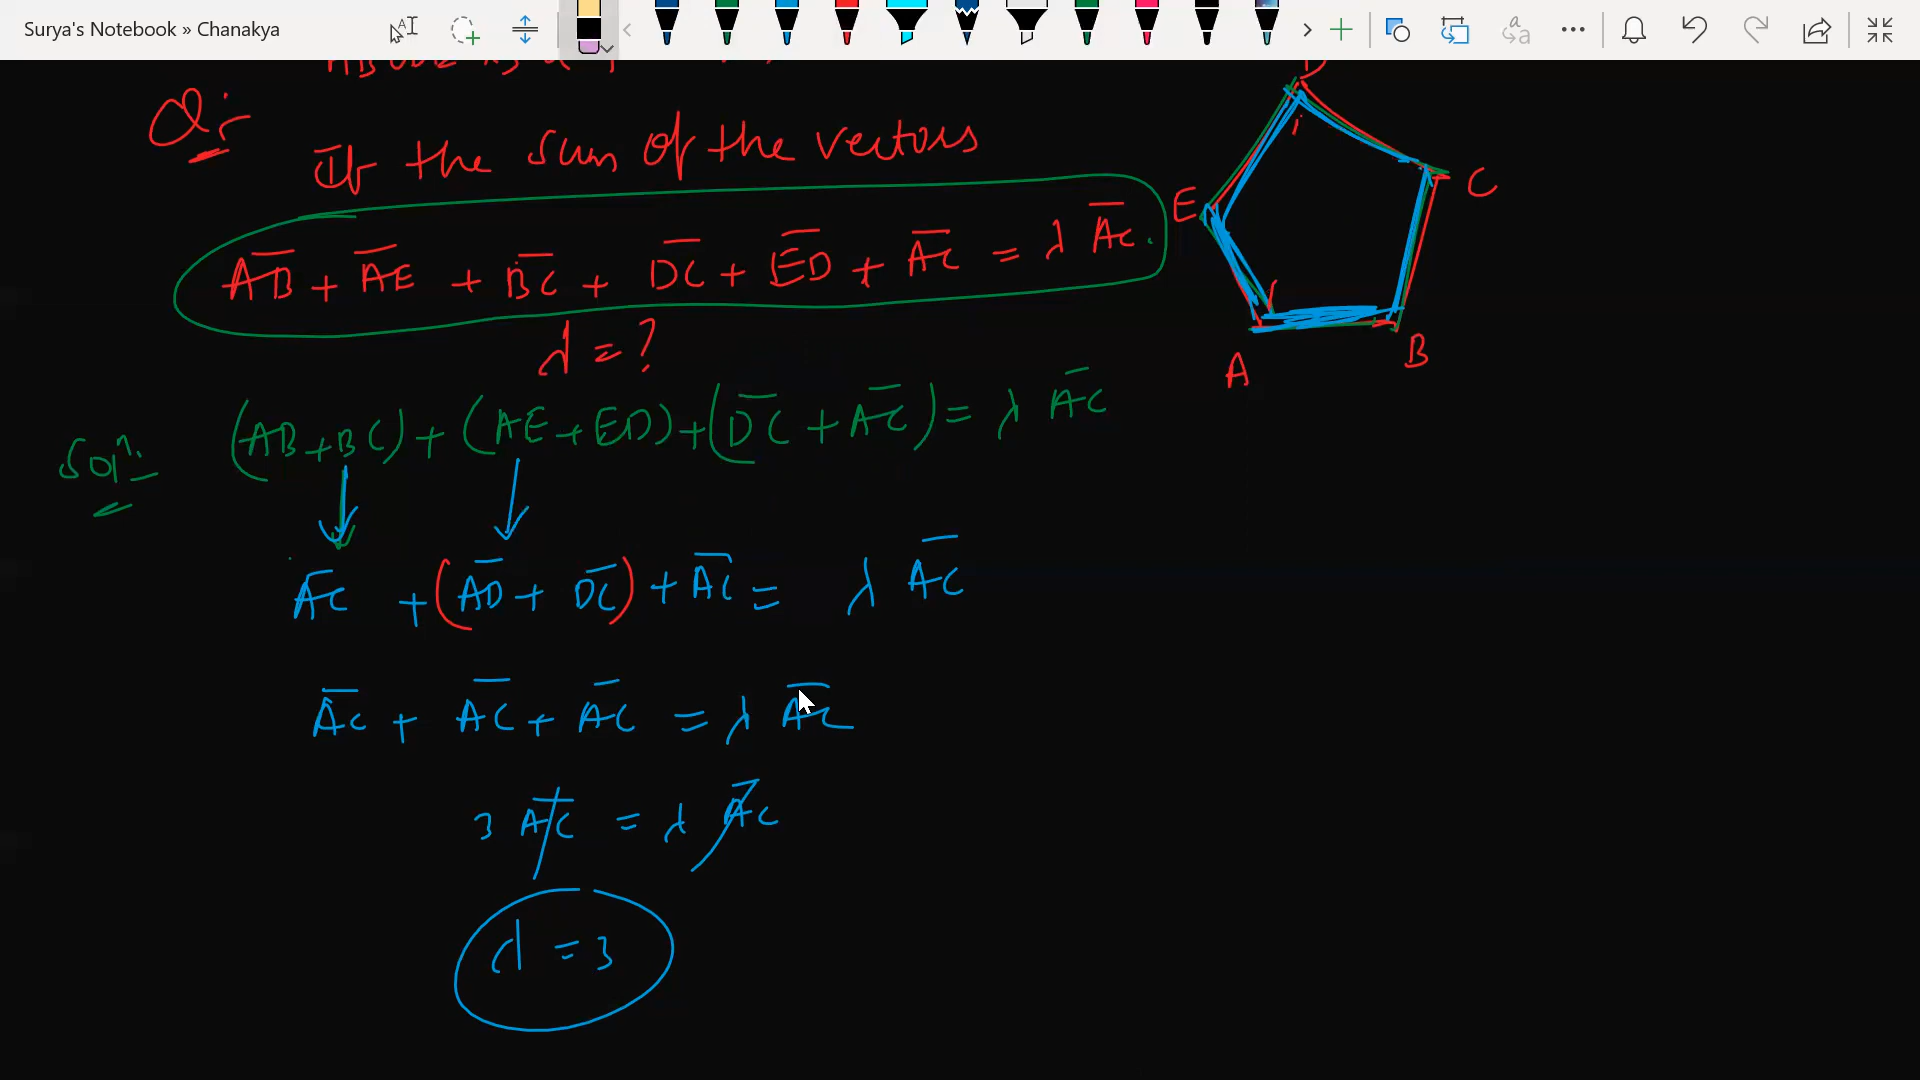 Surya's Notebook » Chanakya
Q:-
If the sum of the vectors
AB + AE + BC + DC + ED + AC = λ AC.
λ = ?
Soln:
(AB+BC) + (AE+ED) + (DC + AC) = λ AC
AC + (AD + DC) + AC = λ AC
AC + AC + AC = λ AC
3 AC = λ AC
λ = 3
D
E
C
A
B